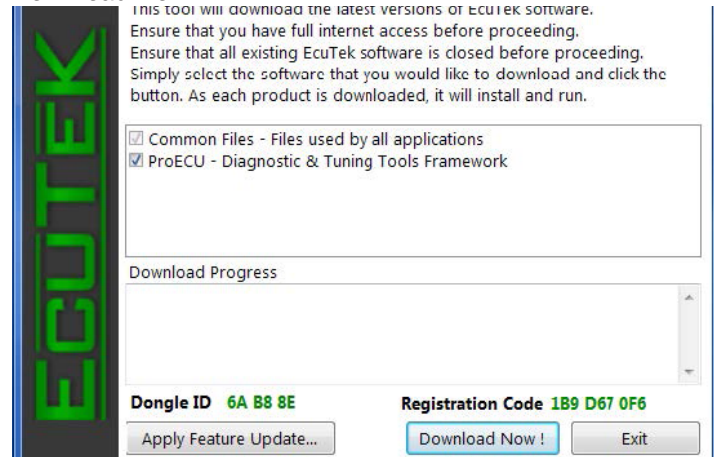 This tool will download the latest versions of EcuTek software.
Ensure that you have full internet access before proceeding.
Ensure that all existing EcuTek software is closed before proceeding.
Simply select the software that you would like to download and click the
button. As each product is downloaded, it will install and run.
ECUTEK
Common Files - Files used by all applications
ProECU - Diagnostic & Tuning Tools Framework
Download Progress
Dongle ID 6A B8 8E Registration Code 1B9 D67 0F6
Apply Feature Update... Download Now ! Exit